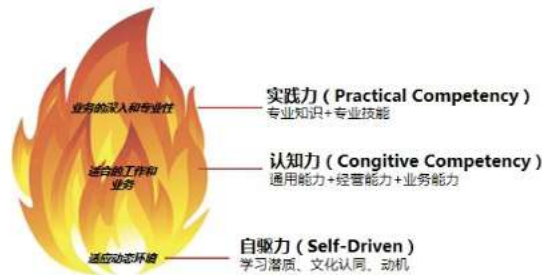 业务的深入和专业性
实践力（Practical Competency）
专业知识+专业技能
适合的工作和
业务
认知力（Congitive Competency）
通用能力+经营能力+业务能力
适应动态环境
自驱力（Self-Driven）
学习潜质、文化认同、动机